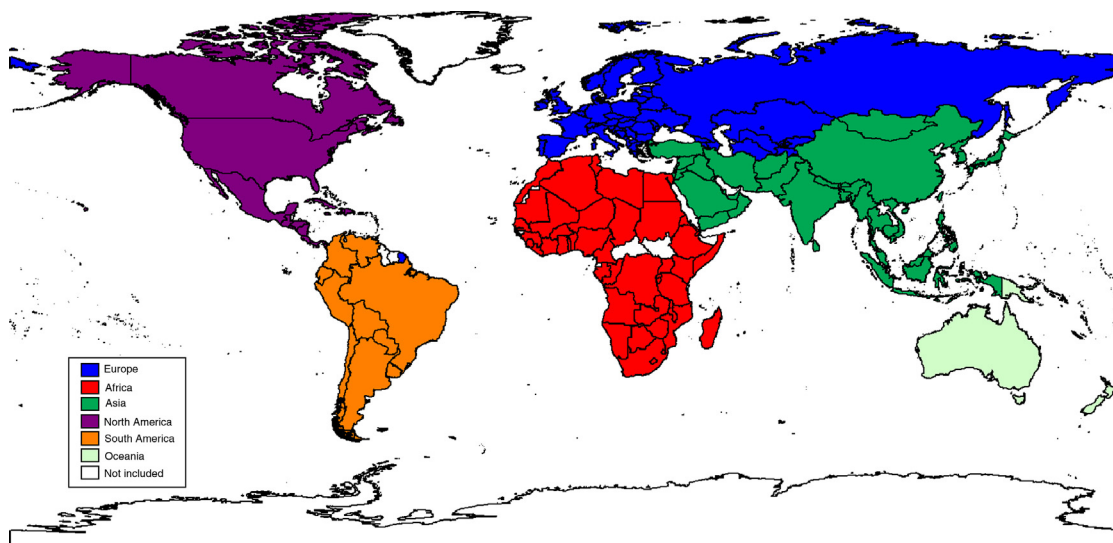 Europe
Africa
Asia
North America
South America
Oceania
Not included